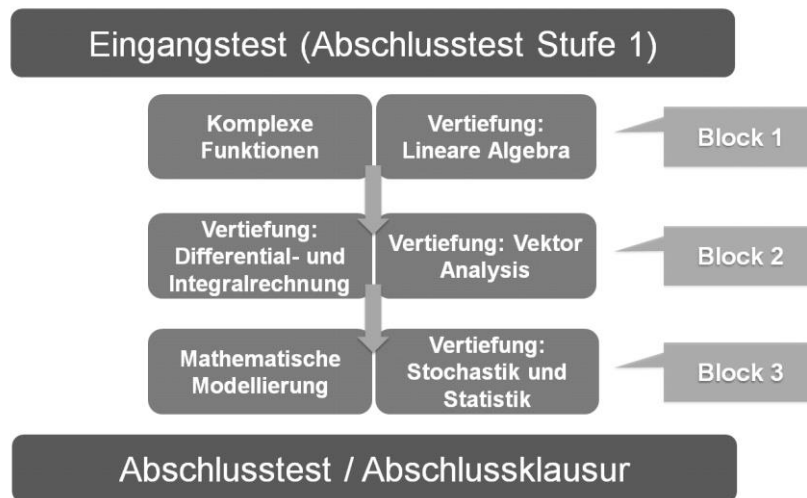 Eingangstest (Abschlusstest Stufe 1)
Komplexe
Funktionen
Vertiefung:
Lineare Algebra
Block 1
Vertiefung:
Differential- und
Integralrechnung
Vertiefung: Vektor
Analysis
Block 2
Mathematische
Modellierung
Vertiefung:
Stochastik und
Statistik
Block 3
Abschlusstest / Abschlussklausur